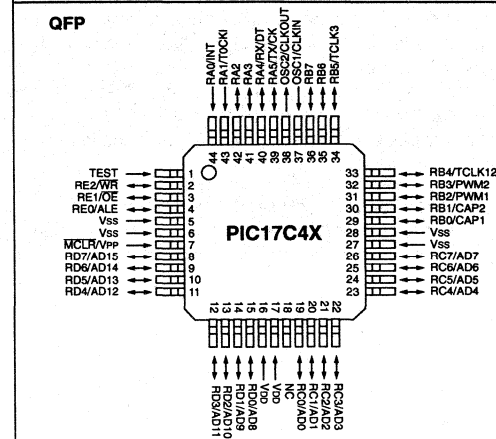 QFP
RA0/INT
RA1/T0CKI
RA2
RA3
RA4/RX/DT
RA5/TX/CK
OSC2/CLKOUT
OSC1/CLKIN
RB7
RB6
RB5/TCLK3
44 43 42 41 40 39 38 37 36 35 34
TEST 1
RE2/WR 2
RE1/OE 3
RE0/ALE 4
Vss 5
Vss 6
MCLR/VPP 7
RD7/AD15 8
RD6/AD14 9
RD5/AD13 10
RD4/AD12 11
PIC17C4X
33 RB4/TCLK12
32 RB3/PWM2
31 RB2/PWM1
30 RB1/CAP2
29 RB0/CAP1
28 Vss
27 Vss
26 RC7/AD7
25 RC6/AD6
24 RC5/AD5
23 RC4/AD4
12 13 14 15 16 17 18 19 20 21 22
RD3/AD11
RD2/AD10
RD1/AD9
RD0/AD8
VDD
VDD
NC
RC0/AD0
RC1/AD1
RC2/AD2
RC3/AD3